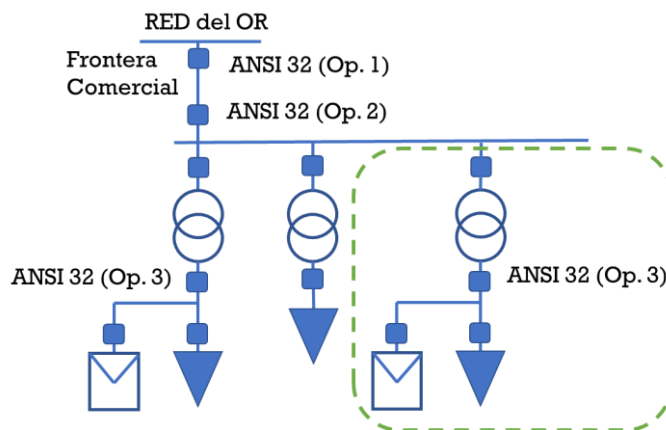 RED del OR
Frontera
Comercial
ANSI 32 (Op. 1)
ANSI 32 (Op. 2)
ANSI 32 (Op. 3)
ANSI 32 (Op. 3)